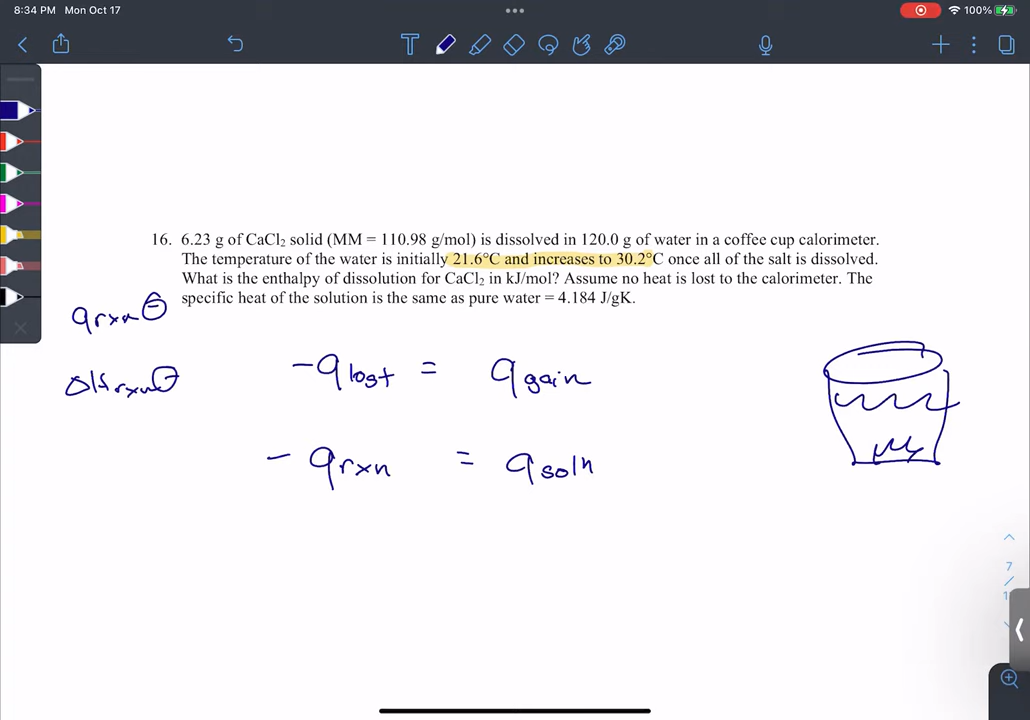 8:34 PM Mon Oct 17
100%
T
16. 6.23 g of CaCl₂ solid (MM = 110.98 g/mol) is dissolved in 120.0 g of water in a coffee cup calorimeter.
The temperature of the water is initially 21.6°C and increases to 30.2°C once all of the salt is dissolved.
What is the enthalpy of dissolution for CaCl₂ in kJ/mol? Assume no heat is lost to the calorimeter. The
specific heat of the solution is the same as pure water = 4.184 J/gK.
qrxn ⊖
ΔHrxn ⊖
-qlost = qgain
-qrxn = qsoln
7
/